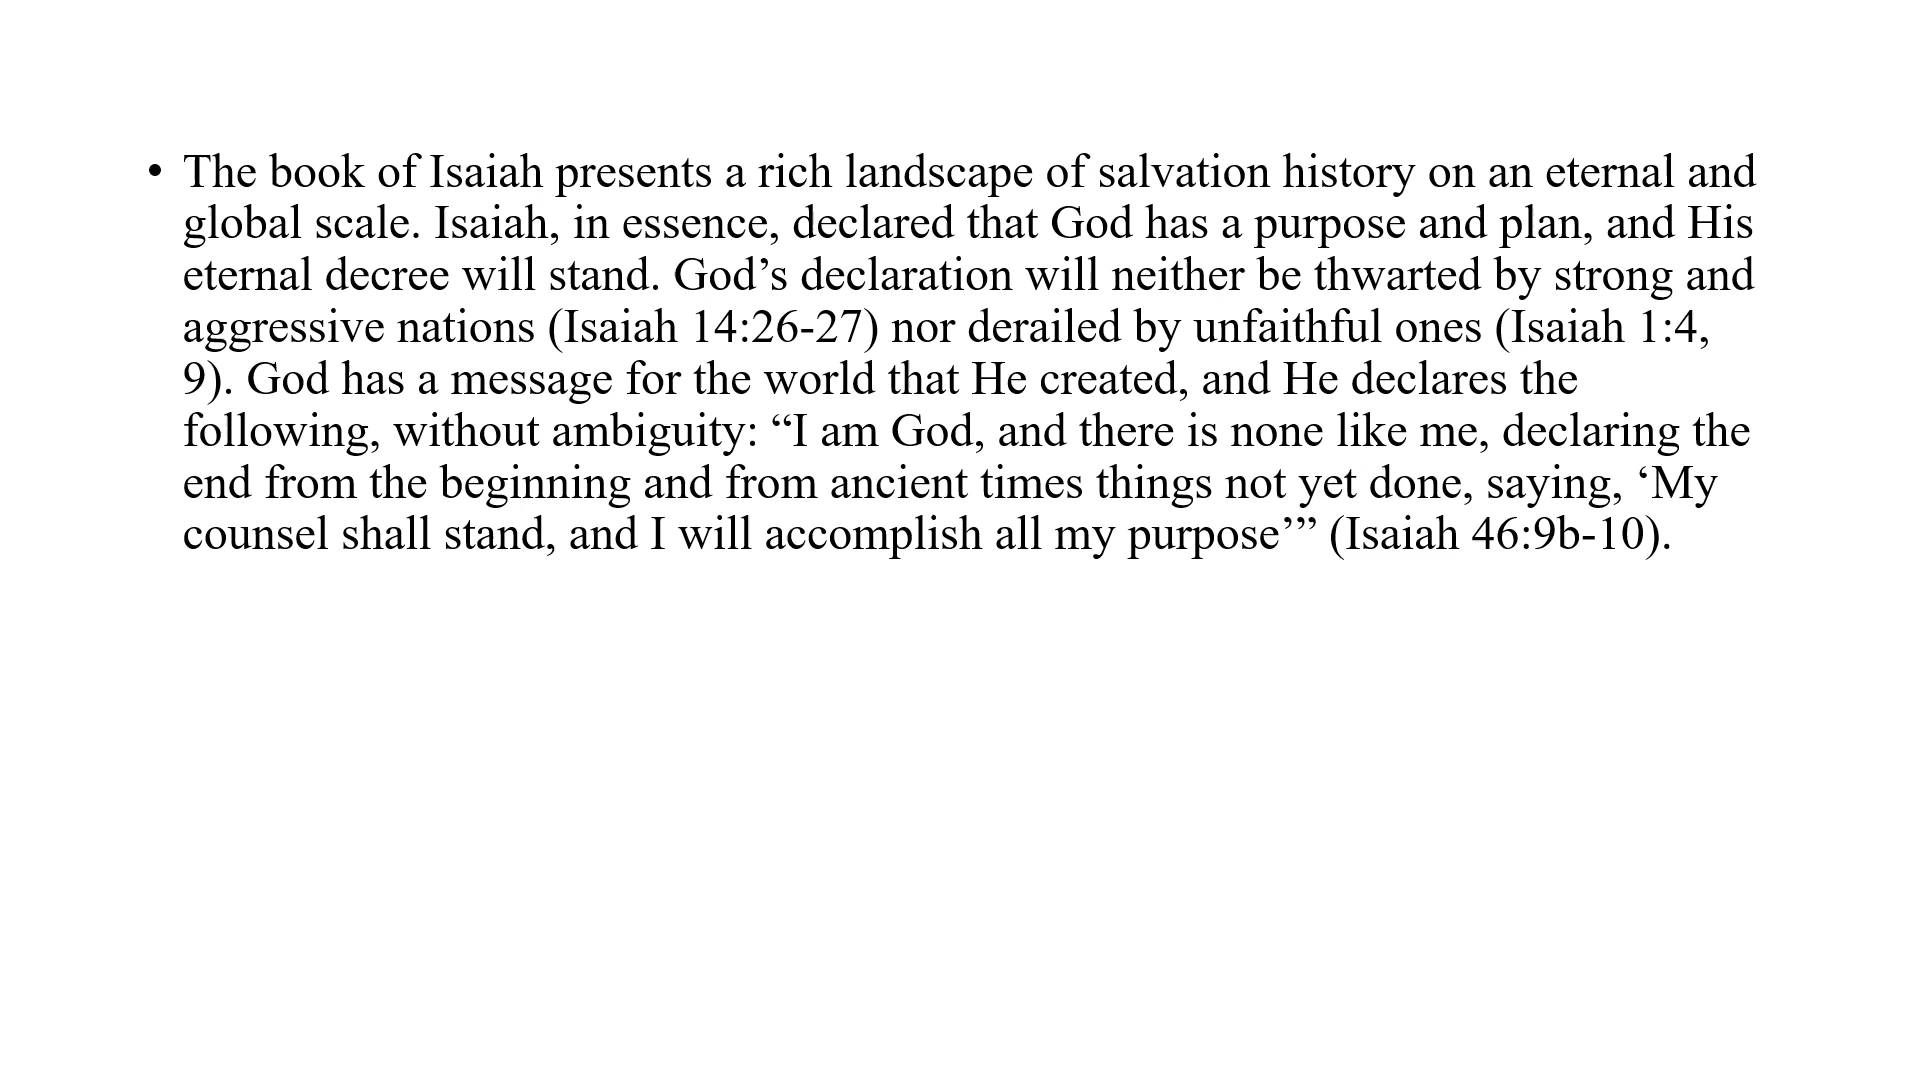 • The book of Isaiah presents a rich landscape of salvation history on an eternal and
global scale. Isaiah, in essence, declared that God has a purpose and plan, and His
eternal decree will stand. God’s declaration will neither be thwarted by strong and
aggressive nations (Isaiah 14:26-27) nor derailed by unfaithful ones (Isaiah 1:4,
9). God has a message for the world that He created, and He declares the
following, without ambiguity: “I am God, and there is none like me, declaring the
end from the beginning and from ancient times things not yet done, saying, ‘My
counsel shall stand, and I will accomplish all my purpose’” (Isaiah 46:9b-10).